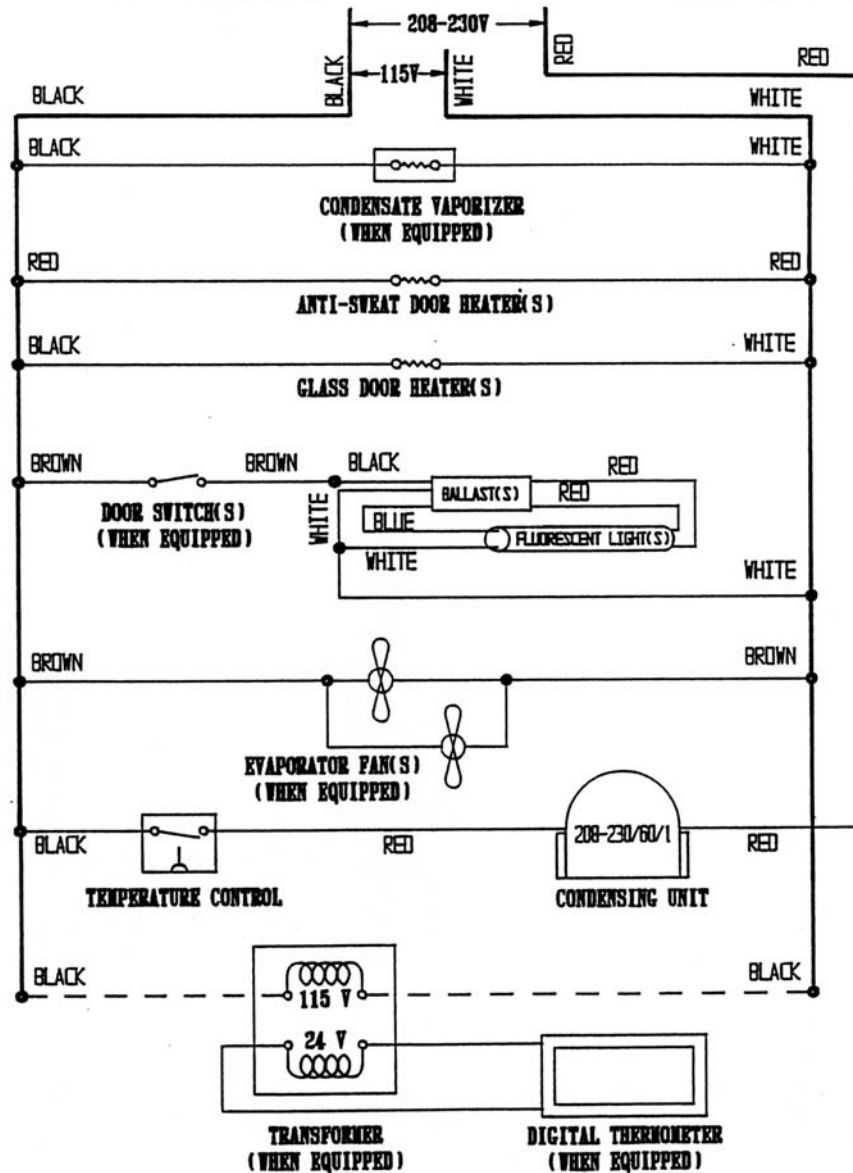 208-230V
BLACK
115V
WHITE
RED
RED
BLACK
WHITE
BLACK
WHITE
CONDENSATE VAPORIZER
(WHEN EQUIPPED)
RED
RED
ANTI-SWEAT DOOR HEATER(S)
BLACK
WHITE
GLASS DOOR HEATER(S)
BROWN
BROWN
BLACK
RED
BALLAST(S)
RED
DOOR SWITCH(S)
(WHEN EQUIPPED)
WHITE
BLUE
FLUORESCENT LIGHT(S)
WHITE
WHITE
BROWN
BROWN
EVAPORATOR FAN(S)
(WHEN EQUIPPED)
208-230/60/1
BLACK
RED
RED
TEMPERATURE CONTROL
CONDENSING UNIT
BLACK
BLACK
115 V
24 V
TRANSFORMER
(WHEN EQUIPPED)
DIGITAL THERMOMETER
(WHEN EQUIPPED)